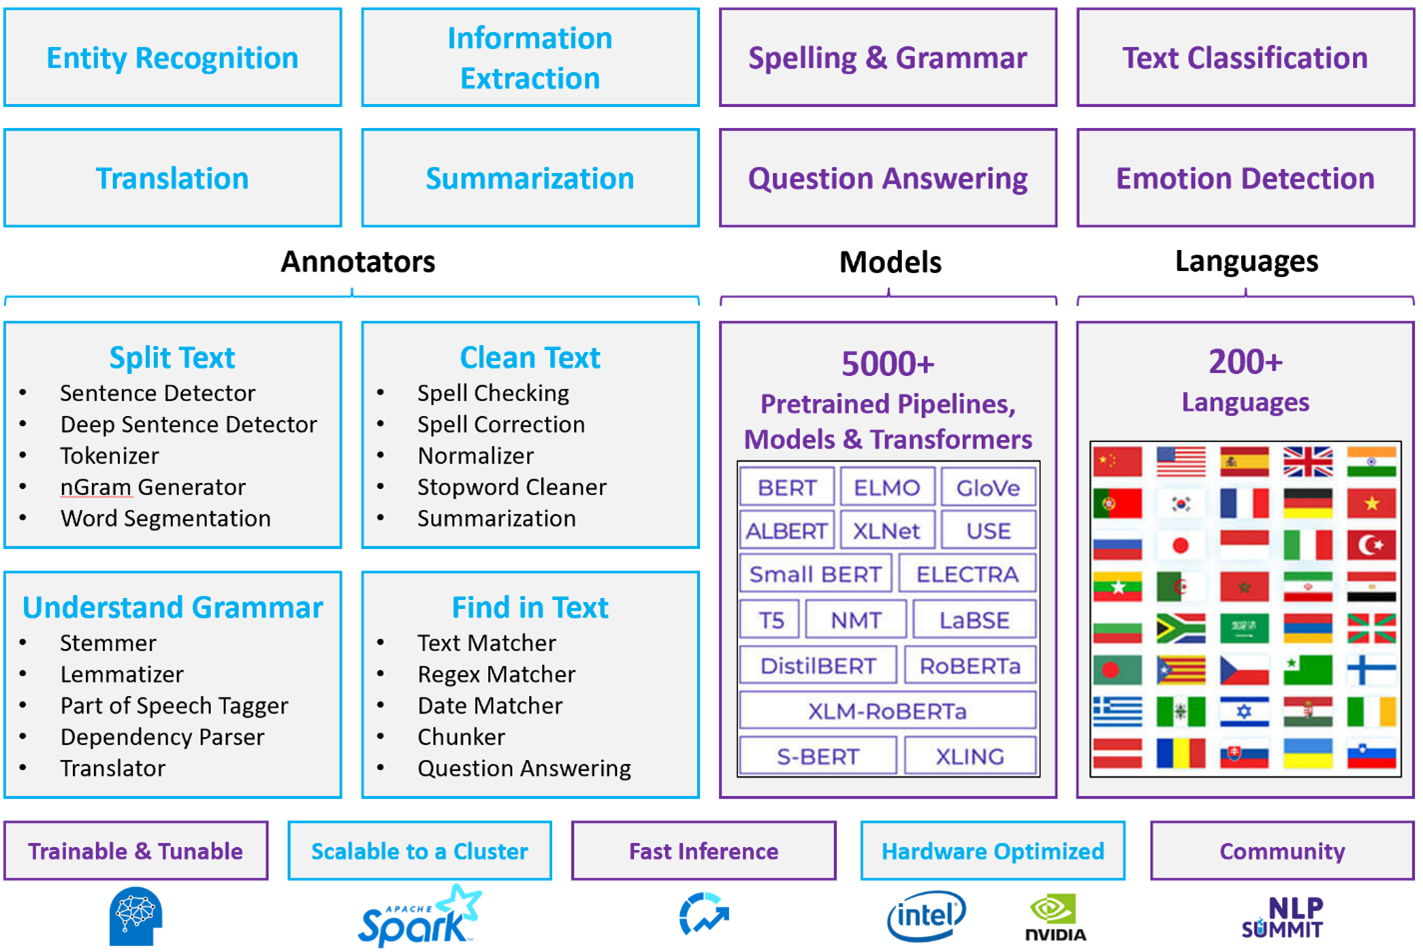 Entity Recognition
Information
Extraction
Spelling & Grammar
Text Classification
Translation
Summarization
Question Answering
Emotion Detection
Annotators
Models
Languages
Split Text
• Sentence Detector
• Deep Sentence Detector
• Tokenizer
• nGram Generator
• Word Segmentation
Clean Text
• Spell Checking
• Spell Correction
• Normalizer
• Stopword Cleaner
• Summarization
Understand Grammar
• Stemmer
• Lemmatizer
• Part of Speech Tagger
• Dependency Parser
• Translator
Find in Text
• Text Matcher
• Regex Matcher
• Date Matcher
• Chunker
• Question Answering
5000+
Pretrained Pipelines,
Models & Transformers
BERT
ELMO
GloVe
ALBERT
XLNet
USE
Small BERT
ELECTRA
T5
NMT
LaBSE
DistilBERT
RoBERTa
XLM-RoBERTa
S-BERT
XLING
200+
Languages
Trainable & Tunable
Scalable to a Cluster
Fast Inference
Hardware Optimized
Community
APACHE
Spark
intel
NVIDIA
NLP
SUMMIT